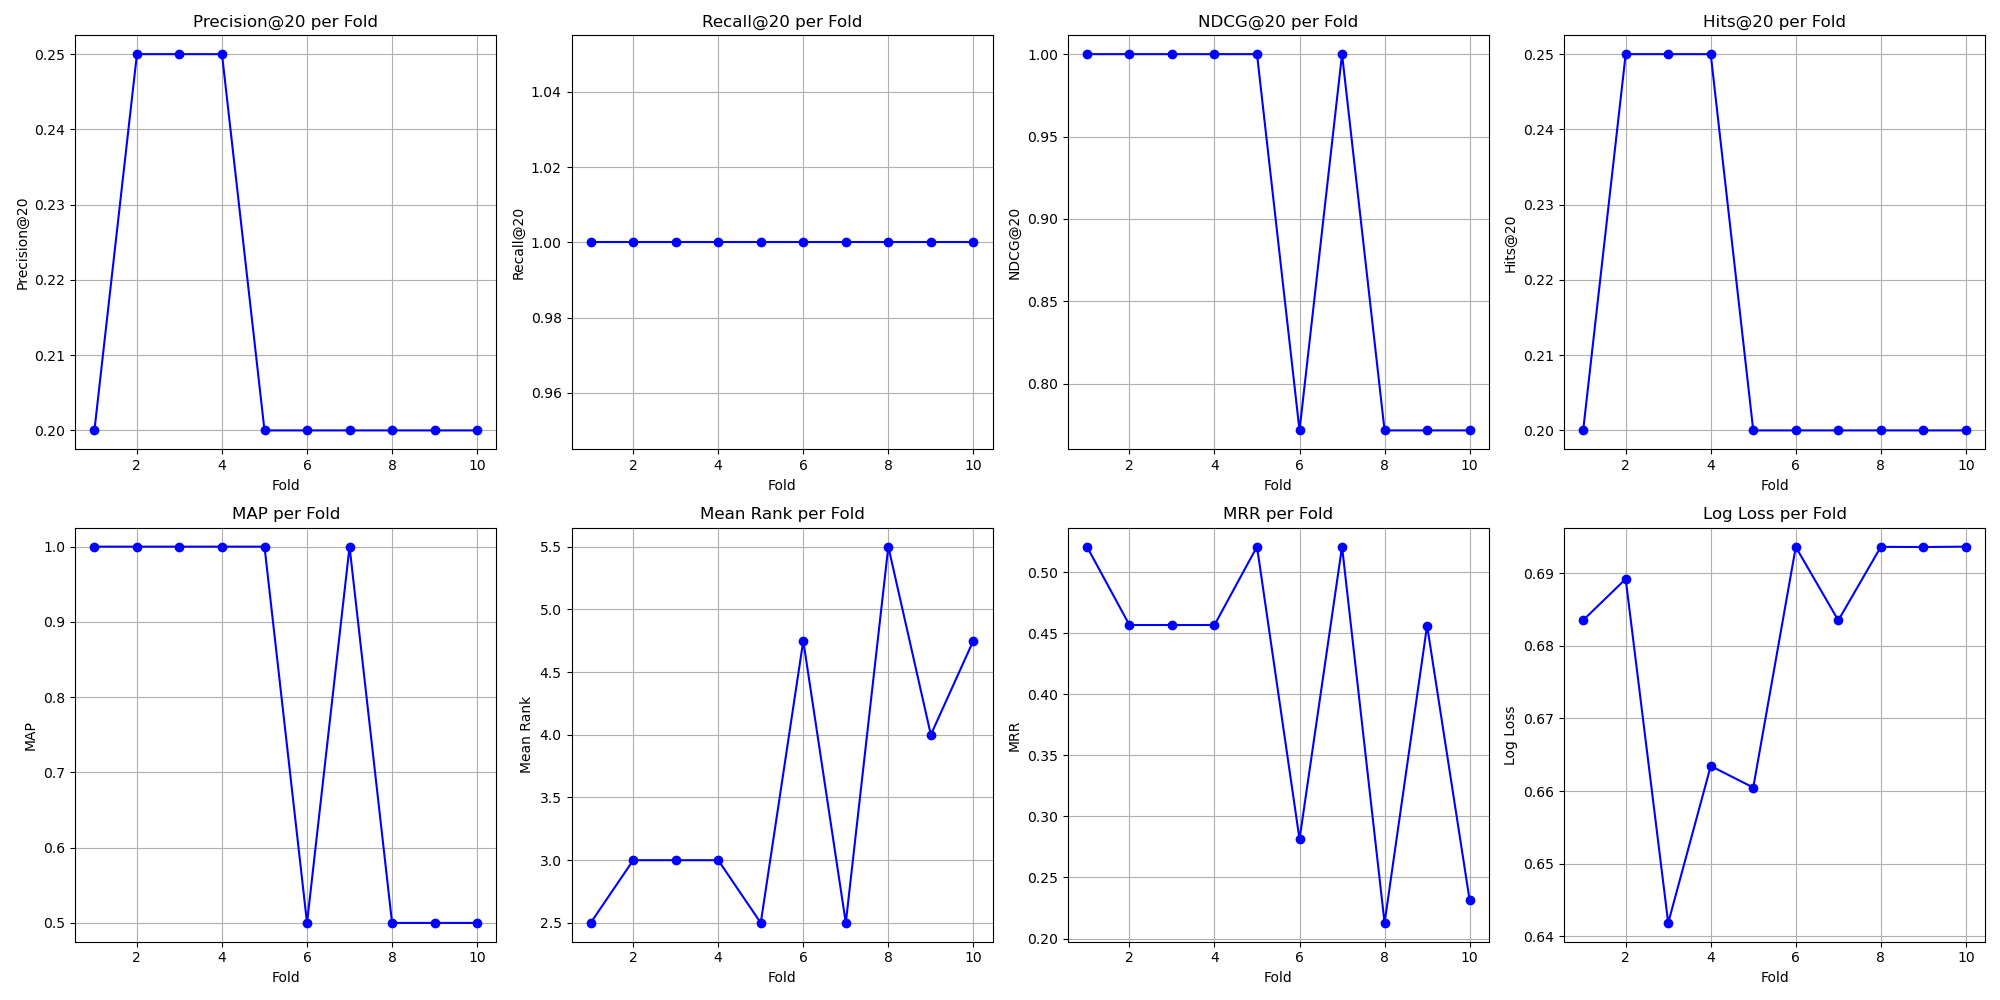 Precision@20 per Fold
Precision@20
0.25
0.24
0.23
0.22
0.21
0.20
2 4 6 8 10
Fold
Recall@20 per Fold
Recall@20
1.04
1.02
1.00
0.98
0.96
2 4 6 8 10
Fold
NDCG@20 per Fold
NDCG@20
1.00
0.95
0.90
0.85
0.80
2 4 6 8 10
Fold
Hits@20 per Fold
Hits@20
0.25
0.24
0.23
0.22
0.21
0.20
2 4 6 8 10
Fold
MAP per Fold
MAP
1.0
0.9
0.8
0.7
0.6
0.5
2 4 6 8 10
Fold
Mean Rank per Fold
Mean Rank
5.5
5.0
4.5
4.0
3.5
3.0
2.5
2 4 6 8 10
Fold
MRR per Fold
MRR
0.50
0.45
0.40
0.35
0.30
0.25
0.20
2 4 6 8 10
Fold
Log Loss per Fold
Log Loss
0.69
0.68
0.67
0.66
0.65
0.64
2 4 6 8 10
Fold